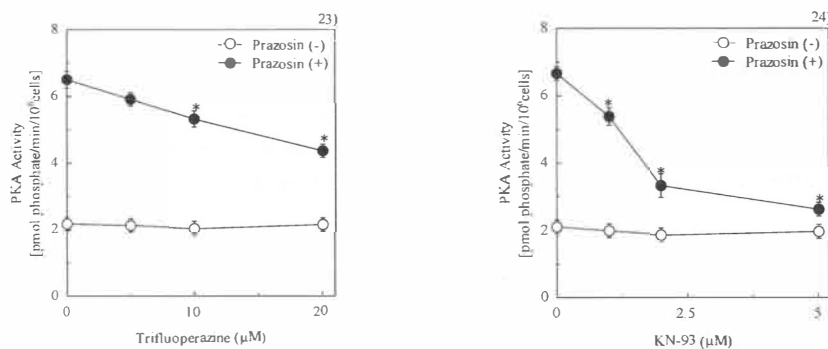 23)
8
Prazosin (-)
Prazosin (+)
6
4
2
0
*
*
PKA Activity
[pmol phosphate/min/10⁶cells]
0
10
20
Trifluoperazine (μM)
24)
8
Prazosin (-)
Prazosin (+)
6
4
2
0
*
*
*
PKA Activity
[pmol phosphate/min/10⁶cells]
0
2.5
5
KN-93 (μM)